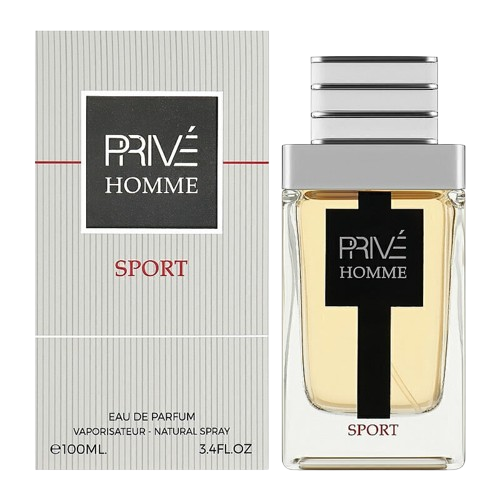 PRIVÉ
HOMME
SPORT
EAU DE PARFUM
VAPORISATEUR - NATURAL SPRAY
℮100ML.
3.4FL.OZ
PRIVÉ
HOMME
SPORT